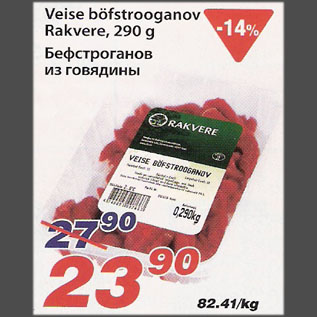 Veise böfstrooganov
Rakvere, 290 g
-14%
Бефстроганов
из говядины
RAKVERE
VEISE BÖFSTROOGANOV
0,290kg
27 90
23 90
82.41/kg